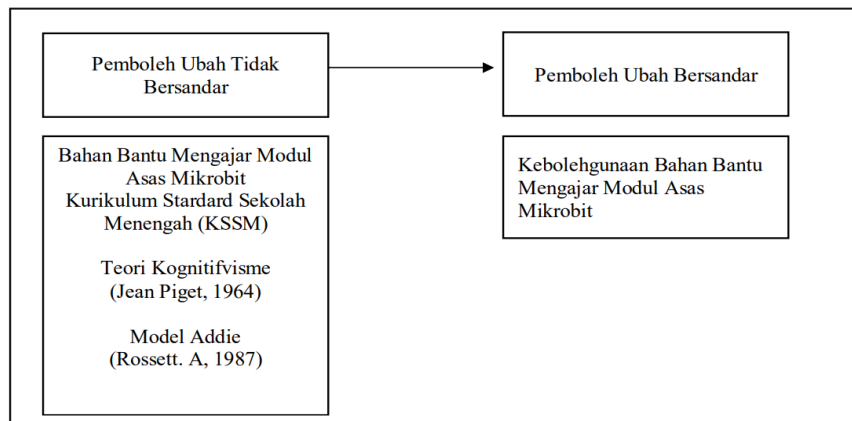 Pemboleh Ubah Tidak
Bersandar
Pemboleh Ubah Bersandar
Bahan Bantu Mengajar Modul
Asas Mikrobit
Kurikulum Stardard Sekolah
Menengah (KSSM)
Teori Kognitifvisme
(Jean Piget, 1964)
Model Addie
(Rossett. A, 1987)
Kebolehgunaan Bahan Bantu
Mengajar Modul Asas
Mikrobit